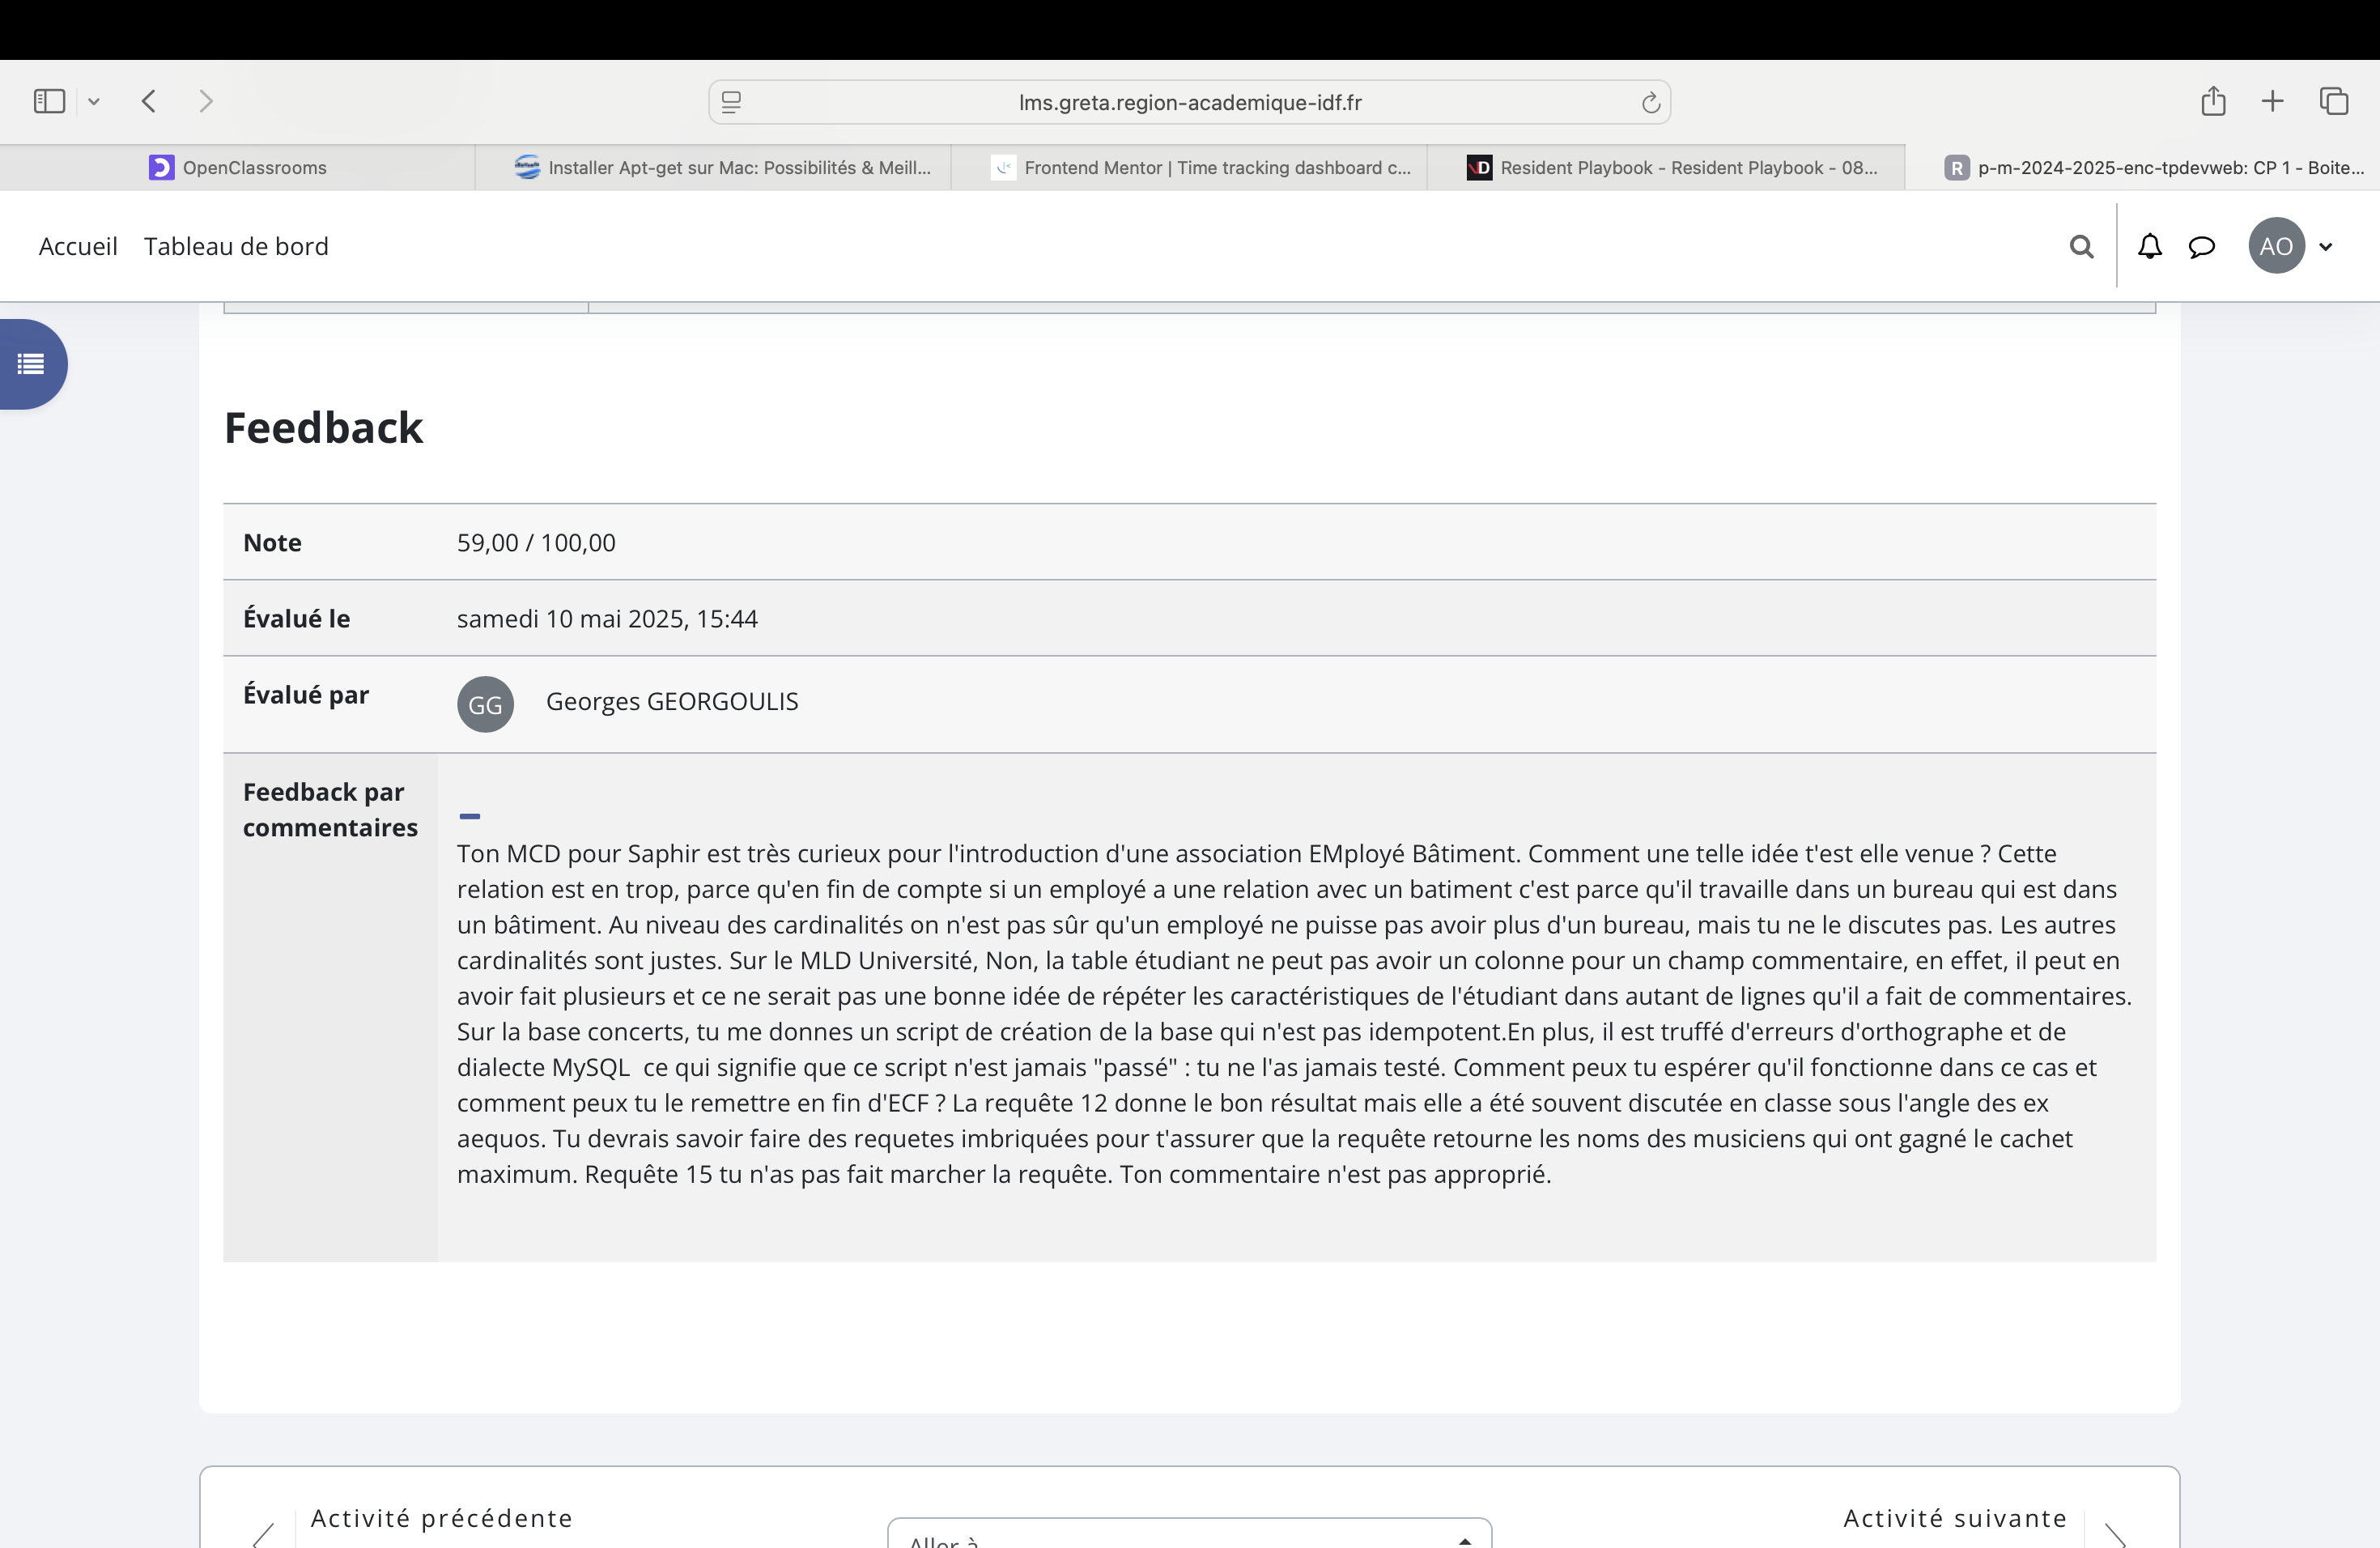 lms.greta.region-academique-idf.fr
OpenClassrooms
Installer Apt-get sur Mac: Possibilités & Meill...
Frontend Mentor | Time tracking dashboard c...
Resident Playbook - Resident Playbook - 08...
R p-m-2024-2025-enc-tpdevweb: CP 1 - Boite...
Accueil Tableau de bord
AO
Feedback
Note 59,00 / 100,00
Évalué le samedi 10 mai 2025, 15:44
Évalué par GG Georges GEORGOULIS
Feedback par
commentaires
Ton MCD pour Saphir est très curieux pour l'introduction d'une association EMployé Bâtiment. Comment une telle idée t'est elle venue ? Cette
relation est en trop, parce qu'en fin de compte si un employé a une relation avec un batiment c'est parce qu'il travaille dans un bureau qui est dans
un bâtiment. Au niveau des cardinalités on n'est pas sûr qu'un employé ne puisse pas avoir plus d'un bureau, mais tu ne le discutes pas. Les autres
cardinalités sont justes. Sur le MLD Université, Non, la table étudiant ne peut pas avoir un colonne pour un champ commentaire, en effet, il peut en
avoir fait plusieurs et ce ne serait pas une bonne idée de répéter les caractéristiques de l'étudiant dans autant de lignes qu'il a fait de commentaires.
Sur la base concerts, tu me donnes un script de création de la base qui n'est pas idempotent.En plus, il est truffé d'erreurs d'orthographe et de
dialecte MySQL  ce qui signifie que ce script n'est jamais "passé" : tu ne l'as jamais testé. Comment peux tu espérer qu'il fonctionne dans ce cas et
comment peux tu le remettre en fin d'ECF ? La requête 12 donne le bon résultat mais elle a été souvent discutée en classe sous l'angle des ex
aequos. Tu devrais savoir faire des requetes imbriquées pour t'assurer que la requête retourne les noms des musiciens qui ont gagné le cachet
maximum. Requête 15 tu n'as pas fait marcher la requête. Ton commentaire n'est pas approprié.
Activité précédente
Activité suivante
Aller à